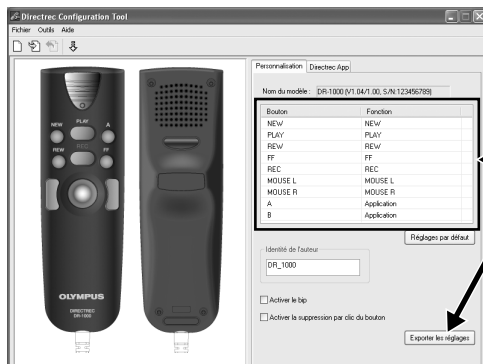 Directrec Configuration Tool
Fichier Outils Aide
Personnalisation Directrec App
Nom du modèle : DR-1000 (V1.04/1.00, S/N:123456789)
Bouton Fonction
NEW NEW
PLAY PLAY
REW REW
FF FF
REC REC
MOUSE L MOUSE L
MOUSE R MOUSE R
A Application
B Application
Réglages par défaut
Identité de l'auteur
DR_1000
Activer le bip
Activer la suppression par clic du bouton
Exporter les réglages
NEW PLAY A
REW REC FF
OLYMPUS
DIRECTREC
DR-1000